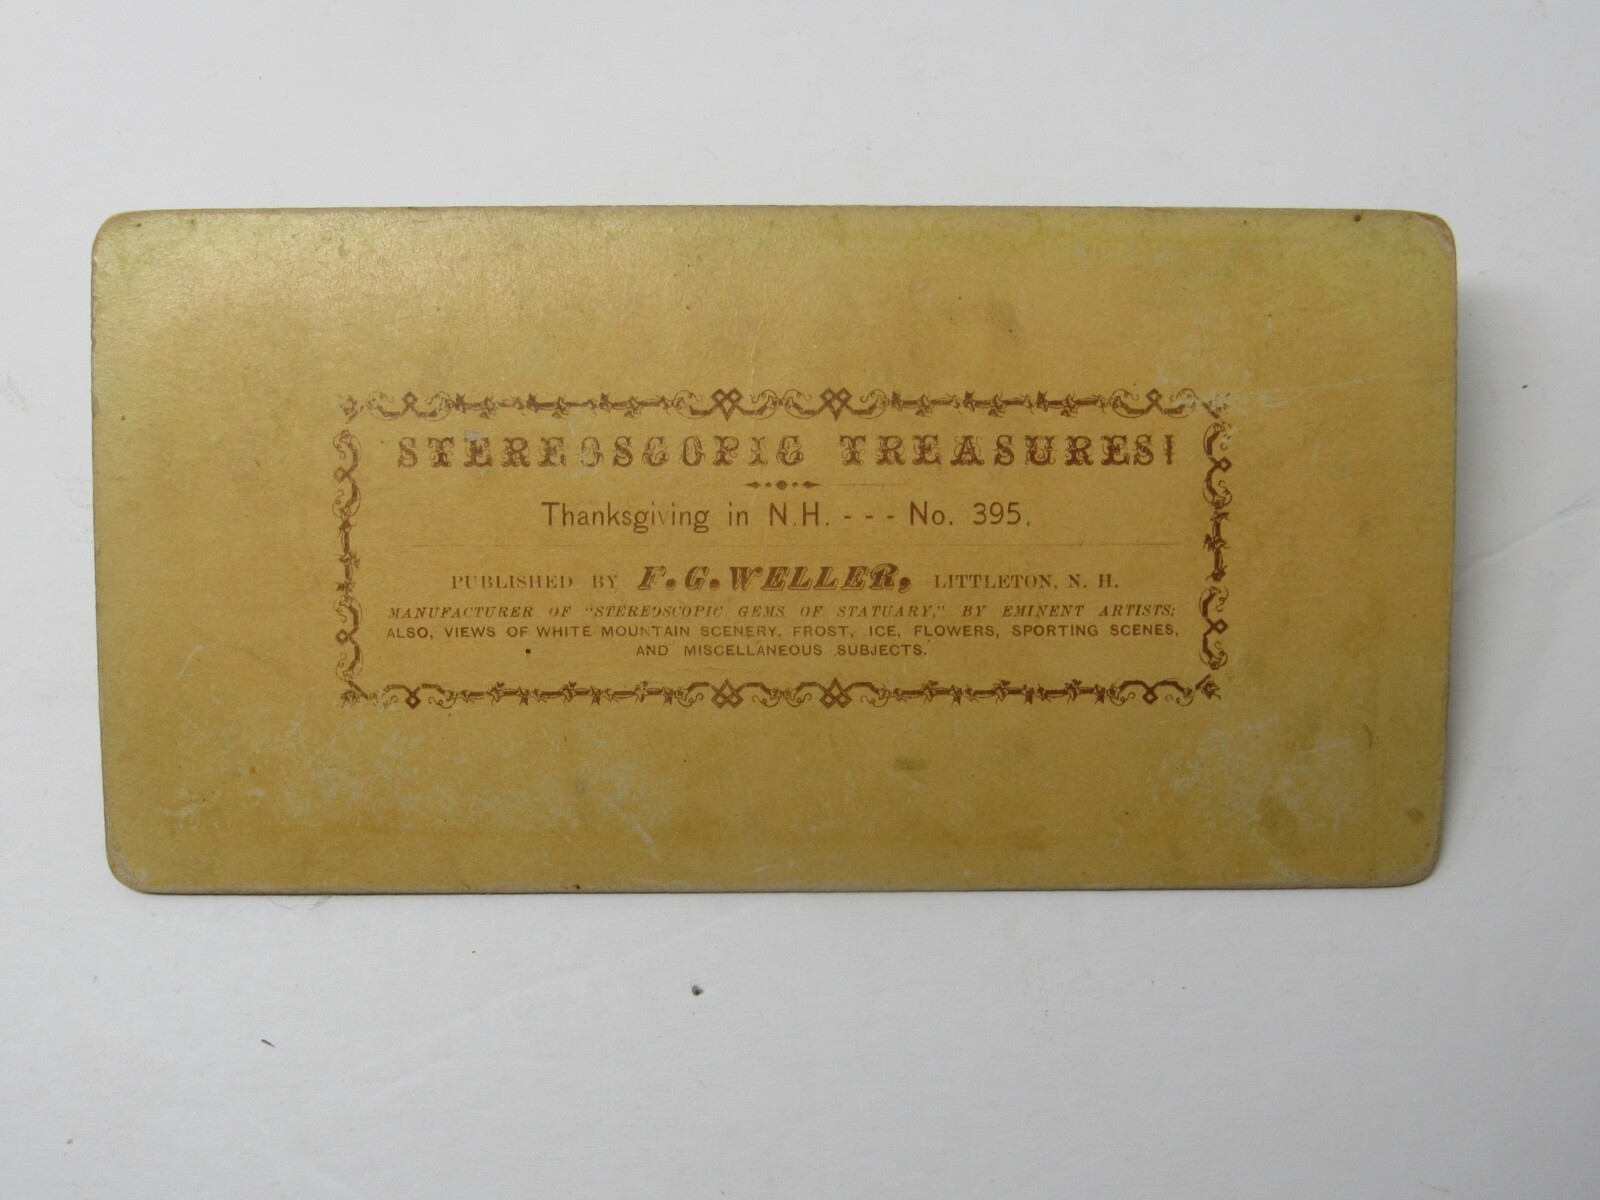 STEREOSCOPIC TREASURES!
Thanksgiving in N.H. - - - No. 395.
PUBLISHED BY F. G. WELLER, LITTLETON, N. H.
MANUFACTURER OF "STEREOSCOPIC GEMS OF STATUARY," BY EMINENT ARTISTS;
ALSO, VIEWS OF WHITE MOUNTAIN SCENERY, FROST, ICE, FLOWERS, SPORTING SCENES,
AND MISCELLANEOUS SUBJECTS.